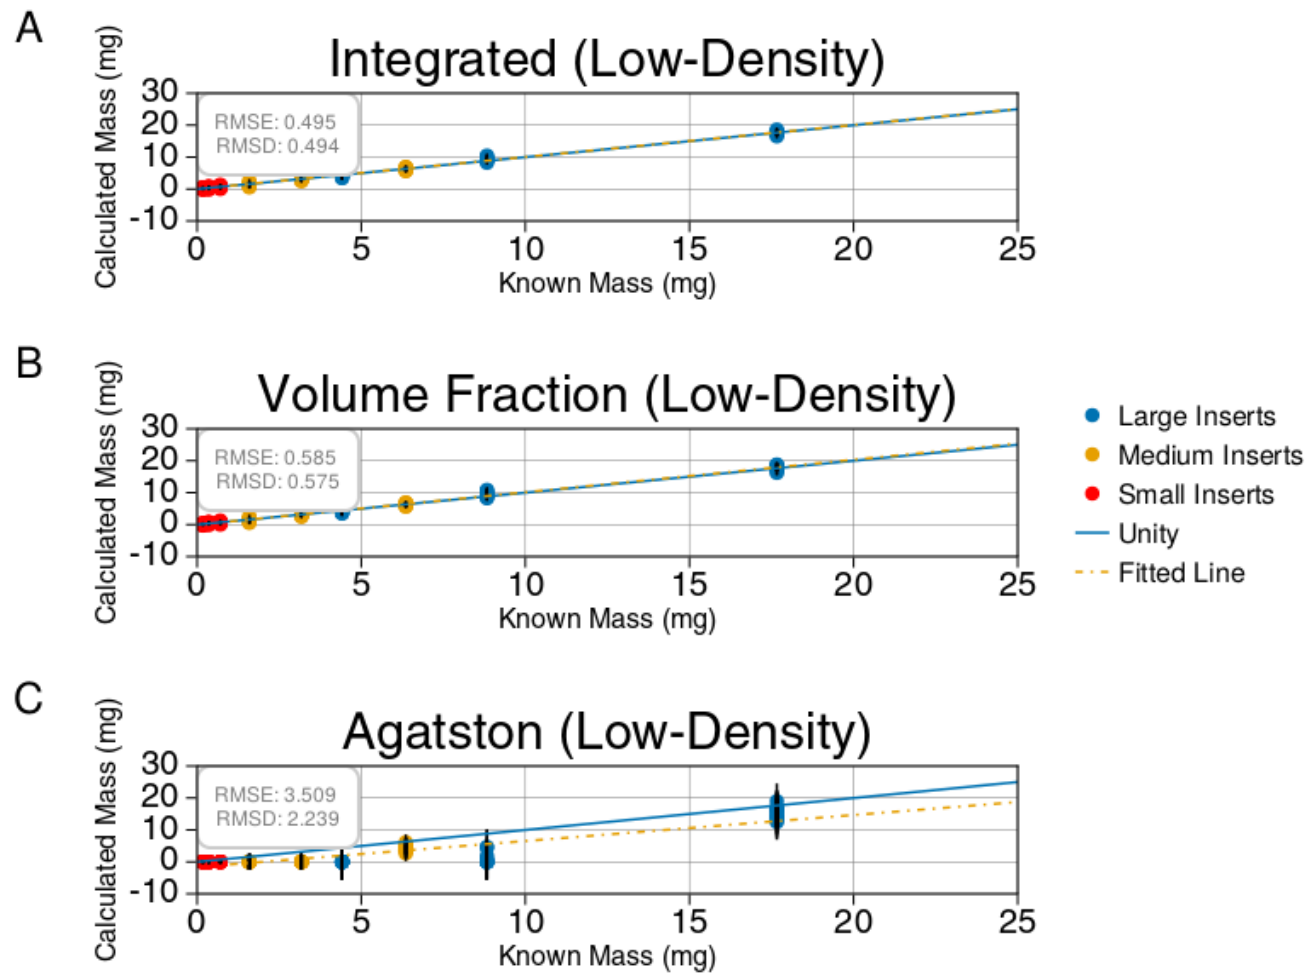 A
Integrated (Low-Density)
Calculated Mass (mg)
30
20
10
0
-10
RMSE: 0.495
RMSD: 0.494
0 5 10 15 20 25
Known Mass (mg)
B
Volume Fraction (Low-Density)
Calculated Mass (mg)
30
20
10
0
-10
RMSE: 0.585
RMSD: 0.575
0 5 10 15 20 25
Known Mass (mg)
Large Inserts
Medium Inserts
Small Inserts
Unity
Fitted Line
C
Agatston (Low-Density)
Calculated Mass (mg)
30
20
10
0
-10
RMSE: 3.509
RMSD: 2.239
0 5 10 15 20 25
Known Mass (mg)